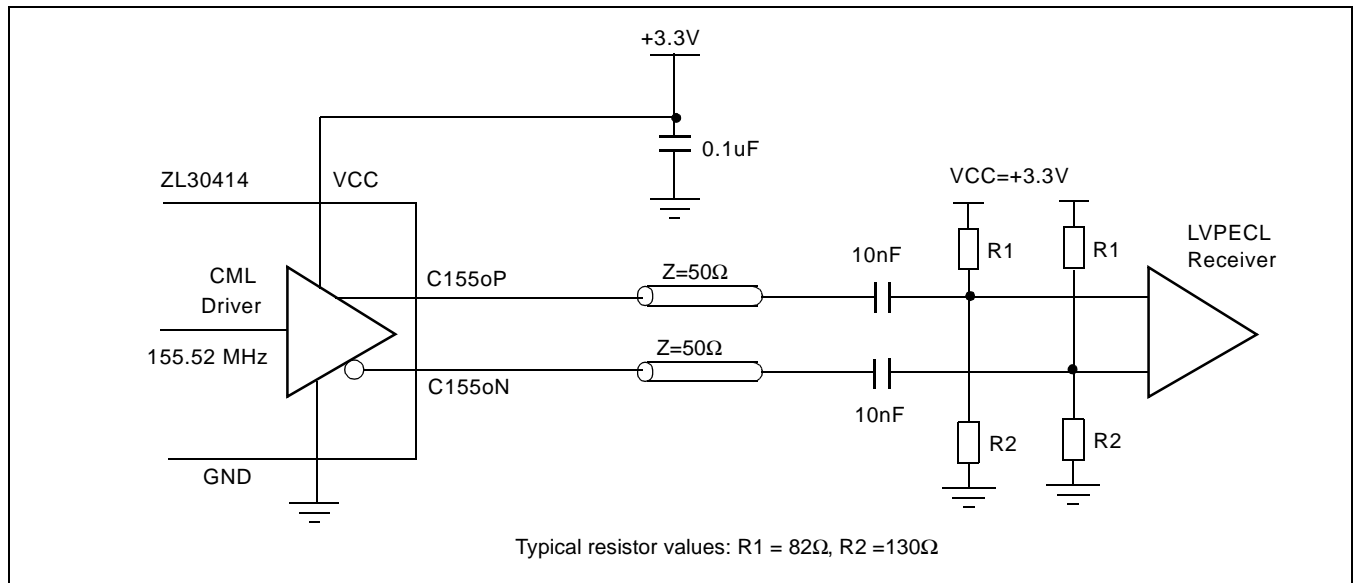 +3.3V
0.1uF
ZL30414
VCC
VCC=+3.3V
CML
Driver
C155oP
Z=50Ω
10nF
R1
R1
LVPECL
Receiver
155.52 MHz
Z=50Ω
C155oN
10nF
R2
R2
GND
Typical resistor values: R1 = 82Ω, R2 =130Ω